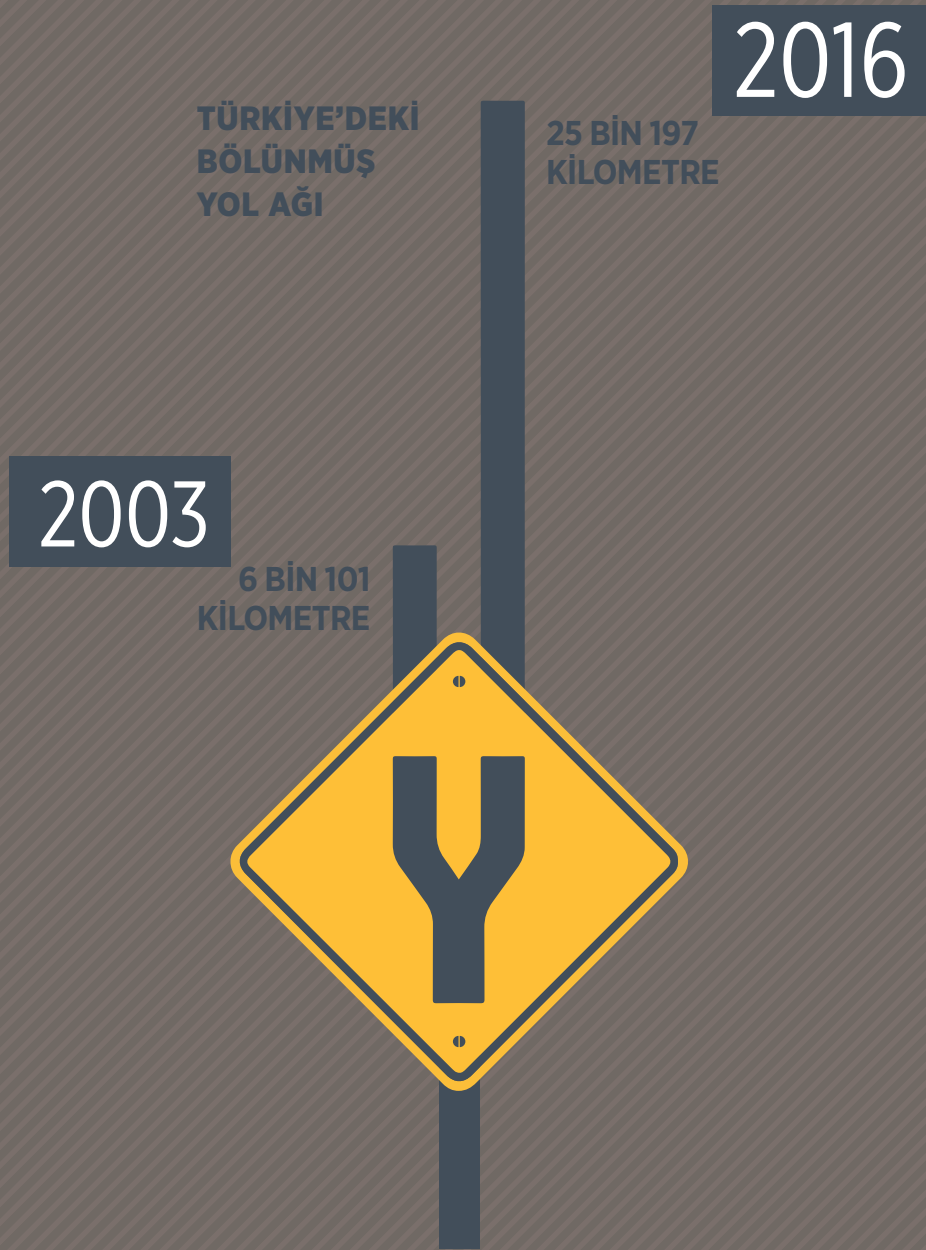 2016
TÜRKİYE'DEKİ
BÖLÜNMÜŞ
YOL AĞI
25 BİN 197
KİLOMETRE
2003
6 BİN 101
KİLOMETRE